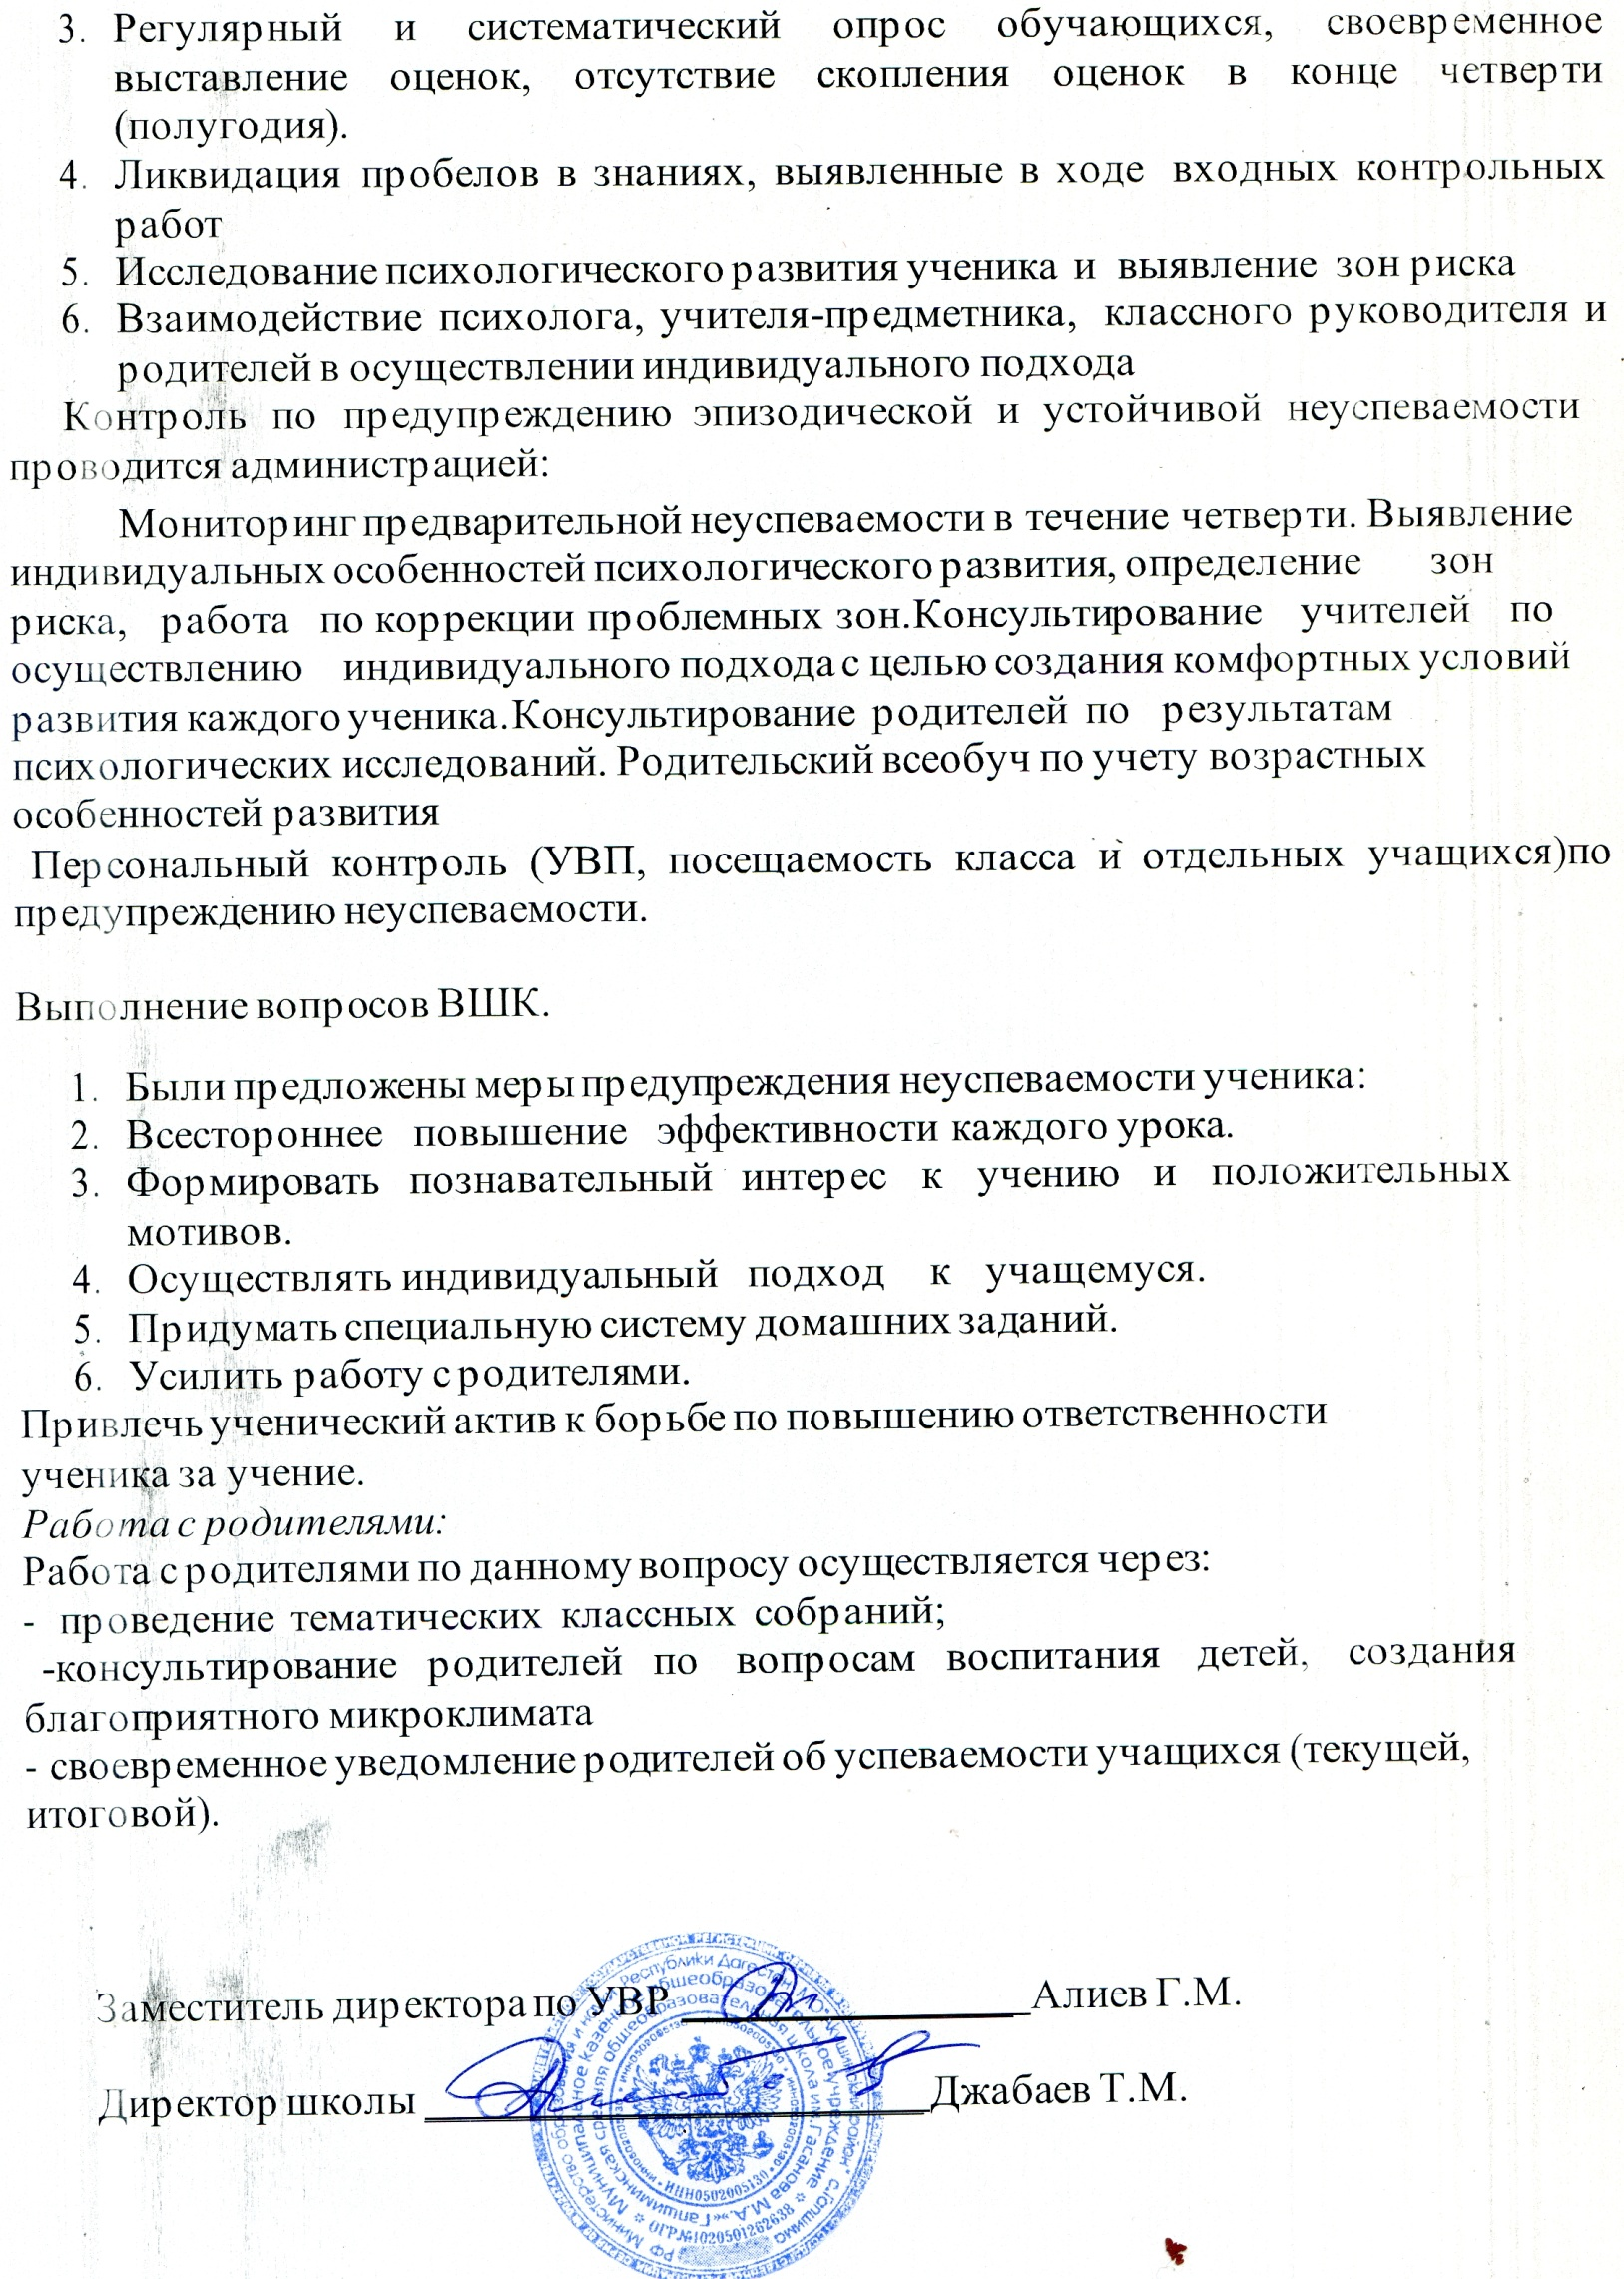 3. Регулярный и систематический опрос обучающихся, своевременное
выставление оценок, отсутствие скопления оценок в конце четверти
(полугодия).
4. Ликвидация пробелов в знаниях, выявленные в ходе входных контрольных
работ
5. Исследование психологического развития ученика и выявление зон риска
6. Взаимодействие психолога, учителя-предметника, классного руководителя и
родителей в осуществлении индивидуального подхода
Контроль по предупреждению эпизодической и устойчивой неуспеваемости
проводится администрацией:
Мониторинг предварительной неуспеваемости в течение четверти. Выявление
индивидуальных особенностей психологического развития, определение зон
риска, работа по коррекции проблемных зон.Консультирование учителей по
осуществлению индивидуального подхода с целью создания комфортных условий
развития каждого ученика.Консультирование родителей по результатам
психологических исследований. Родительский всеобуч по учету возрастных
особенностей развития
Персональный контроль (УВП, посещаемость класса и отдельных учащихся)по
предупреждению неуспеваемости.
Выполнение вопросов ВШК.
1. Были предложены меры предупреждения неуспеваемости ученика:
2. Всестороннее повышение эффективности каждого урока.
3. Формировать познавательный интерес к учению и положительных
мотивов.
4. Осуществлять индивидуальный подход к учащемуся.
5. Придумать специальную систему домашних заданий.
6. Усилить работу с родителями.
Привлечь ученический актив к борьбе по повышению ответственности
ученика за учение.
Работа с родителями:
Работа с родителями по данному вопросу осуществляется через:
- проведение тематических классных собраний;
-консультирование родителей по вопросам воспитания детей, создания
благоприятного микроклимата
- своевременное уведомление родителей об успеваемости учащихся (текущей,
итоговой).
Заместитель директора по УВР Алиев Г.М.
Директор школы Джабаев Т.М.
ИНН0502005130
ОГР№1020501262638